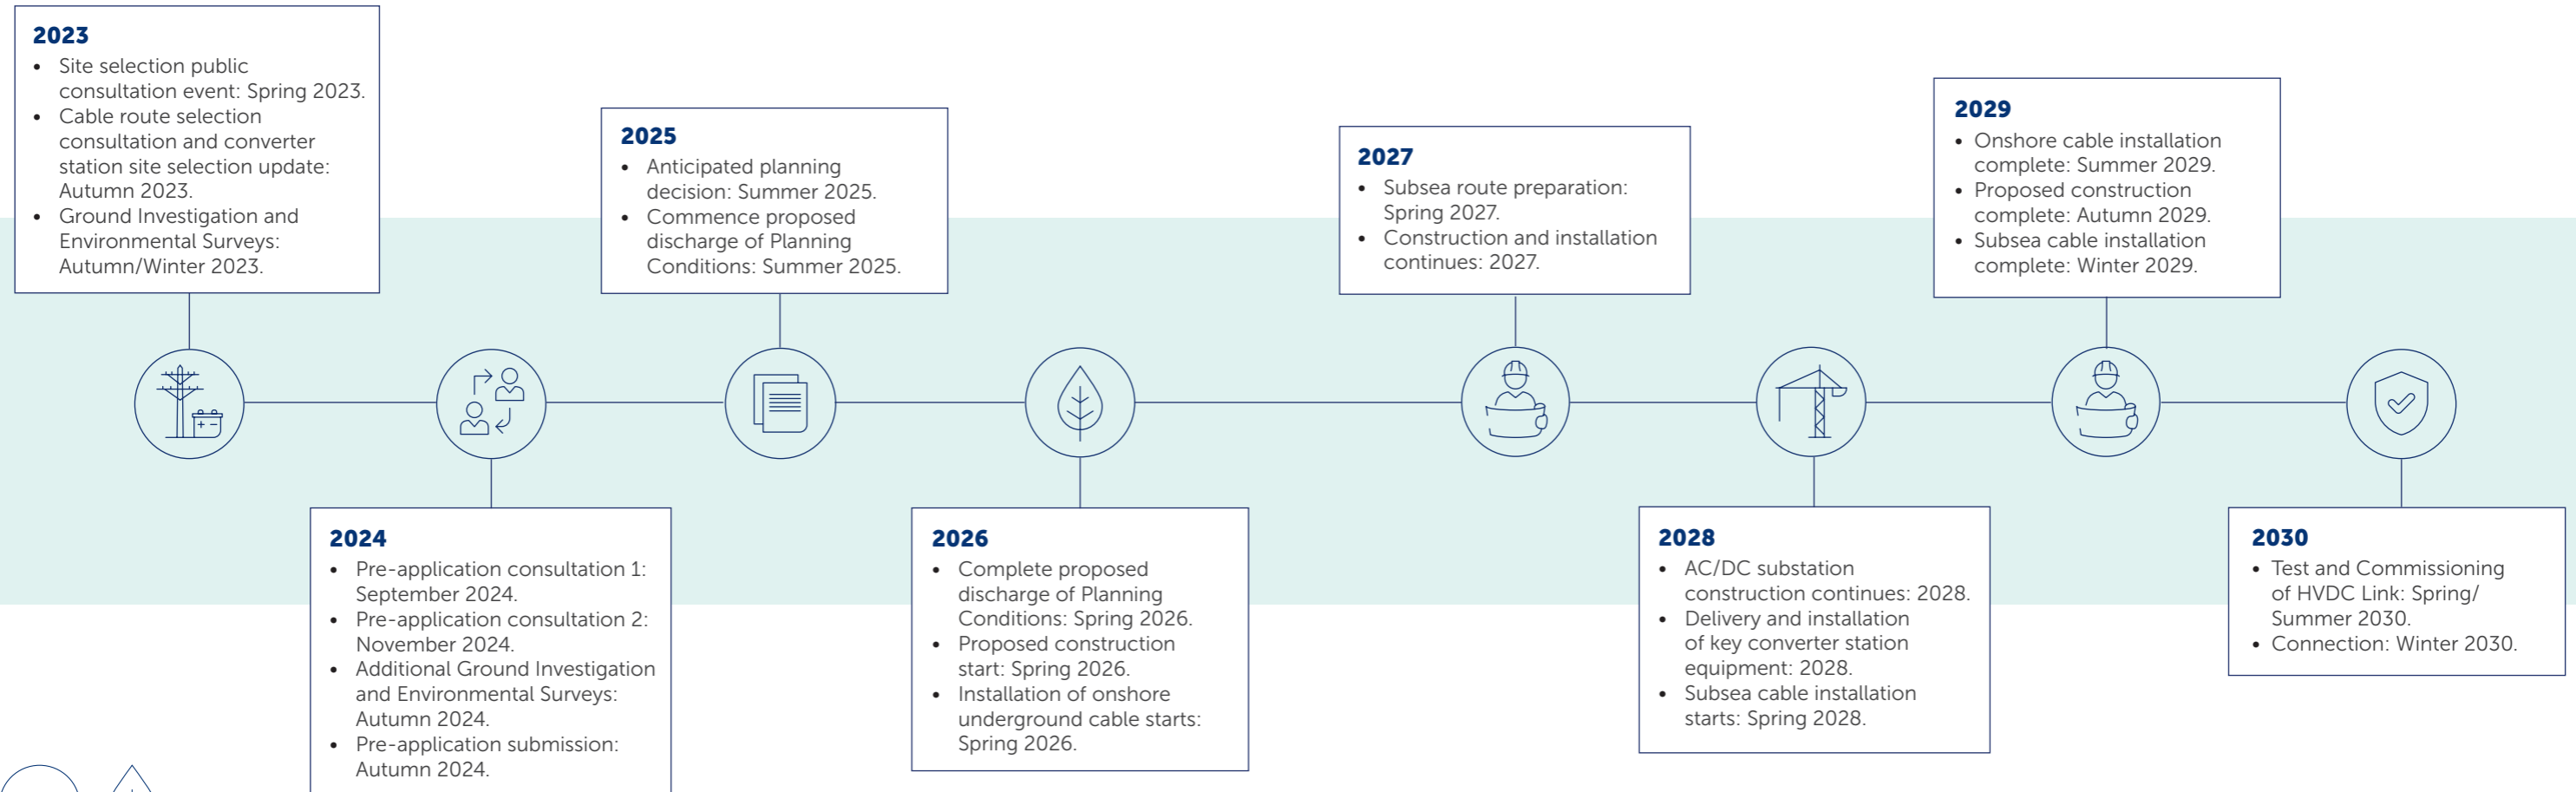 2023
• Site selection public
consultation event: Spring 2023.
• Cable route selection
consultation and converter
station site selection update:
Autumn 2023.
• Ground Investigation and
Environmental Surveys:
Autumn/Winter 2023.
2024
• Pre-application consultation 1:
September 2024.
• Pre-application consultation 2:
November 2024.
• Additional Ground Investigation
and Environmental Surveys:
Autumn 2024.
• Pre-application submission:
Autumn 2024.
2025
• Anticipated planning
decision: Summer 2025.
• Commence proposed
discharge of Planning
Conditions: Summer 2025.
2026
• Complete proposed
discharge of Planning
Conditions: Spring 2026.
• Proposed construction
start: Spring 2026.
• Installation of onshore
underground cable starts:
Spring 2026.
2027
• Subsea route preparation:
Spring 2027.
• Construction and installation
continues: 2027.
2028
• AC/DC substation
construction continues: 2028.
• Delivery and installation
of key converter station
equipment: 2028.
• Subsea cable installation
starts: Spring 2028.
2029
• Onshore cable installation
complete: Summer 2029.
• Proposed construction
complete: Autumn 2029.
• Subsea cable installation
complete: Winter 2029.
2030
• Test and Commissioning
of HVDC Link: Spring/
Summer 2030.
• Connection: Winter 2030.